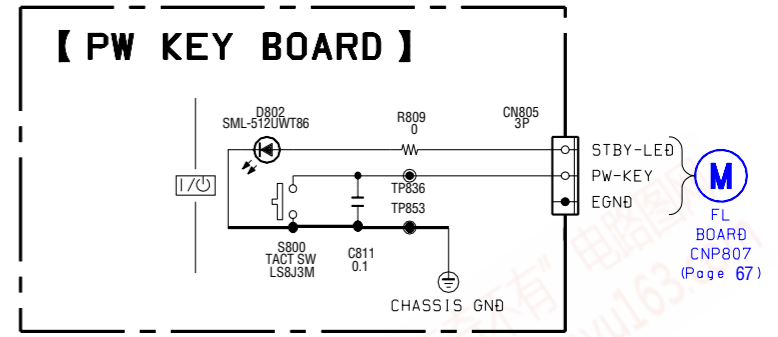 【 PW KEY BOARD 】
D802
SML-512UWT86
R809
0
CN805
3P
STBY-LED
PW-KEY
EGND
TP836
TP853
I/⏻
S800
TACT SW
LS8J3M
C811
0.1
CHASSIS GND
M
FL
BOARD
CNP807
(Page 67)